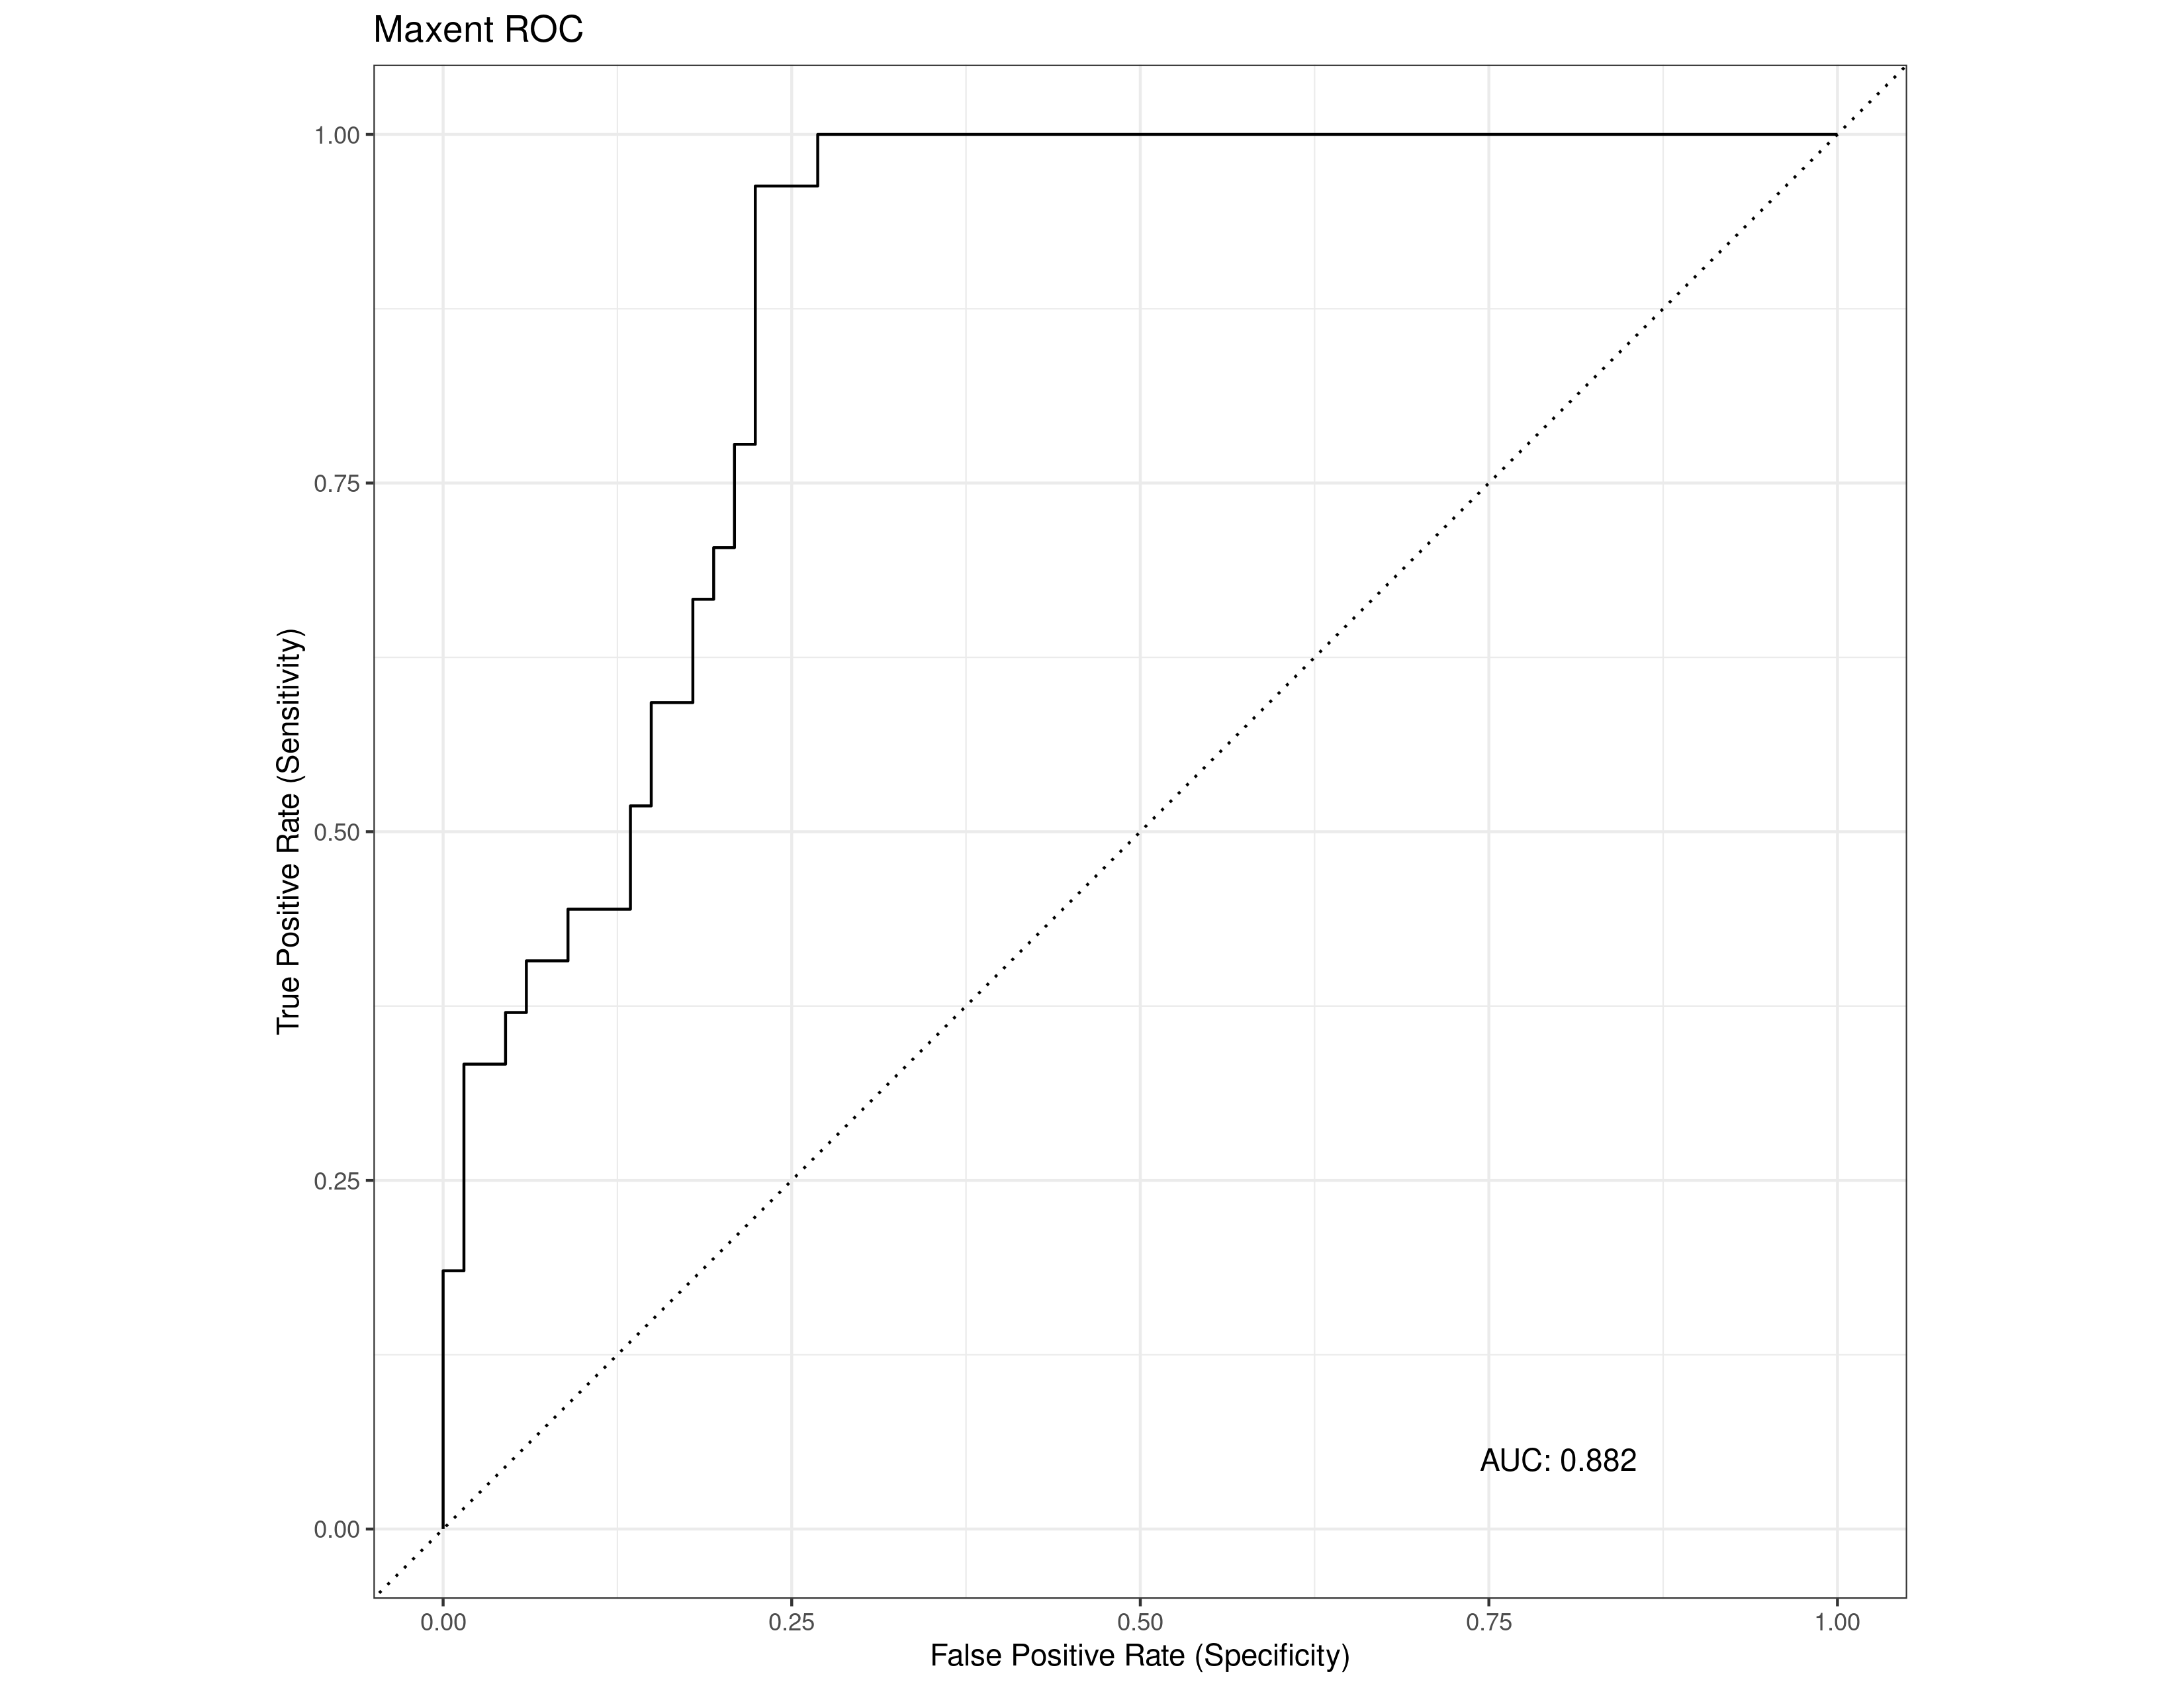 Maxent ROC
True Positive Rate (Sensitivity)
1.00
0.75
0.50
0.25
0.00
AUC: 0.882
0.00 0.25 0.50 0.75 1.00
False Positive Rate (Specificity)